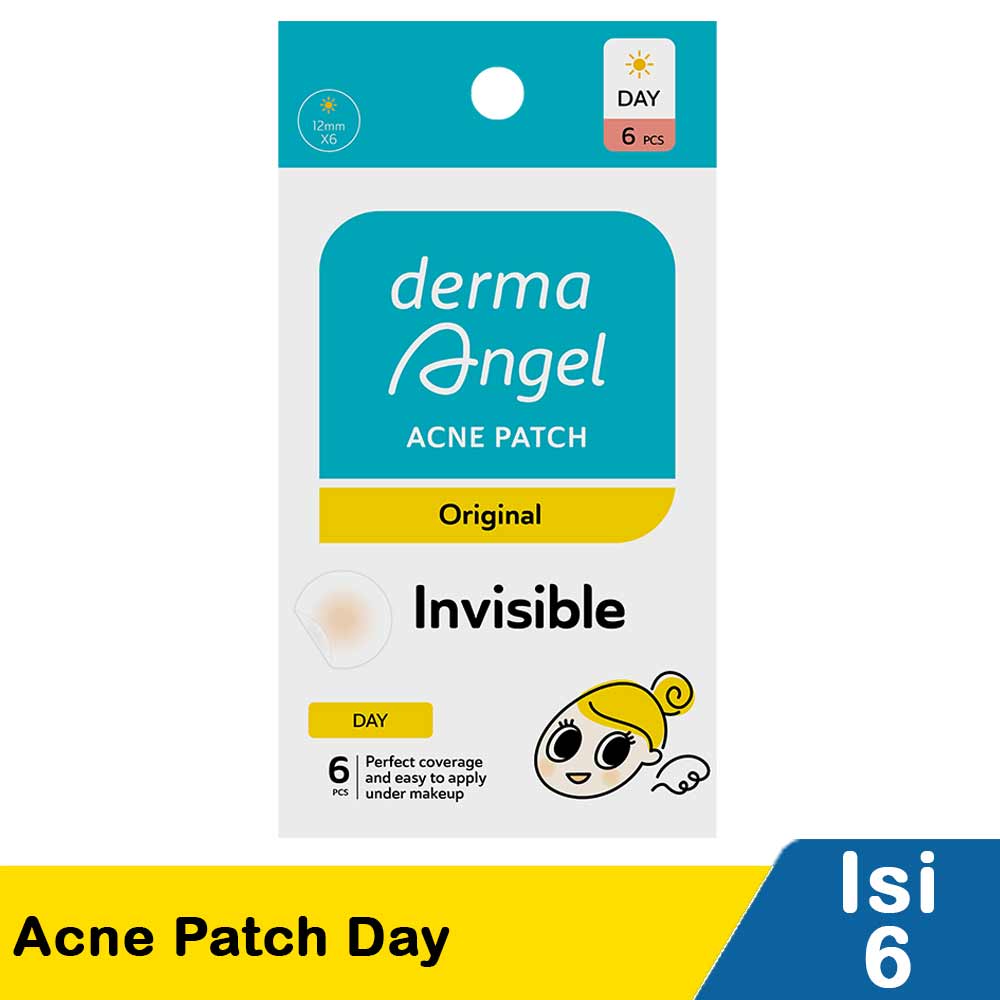 12mm
X6
DAY
6 PCS
derma
Angel
ACNE PATCH
Original
Invisible
DAY
6
PCS
Perfect coverage
and easy to apply
under makeup
Acne Patch Day
Isi
6